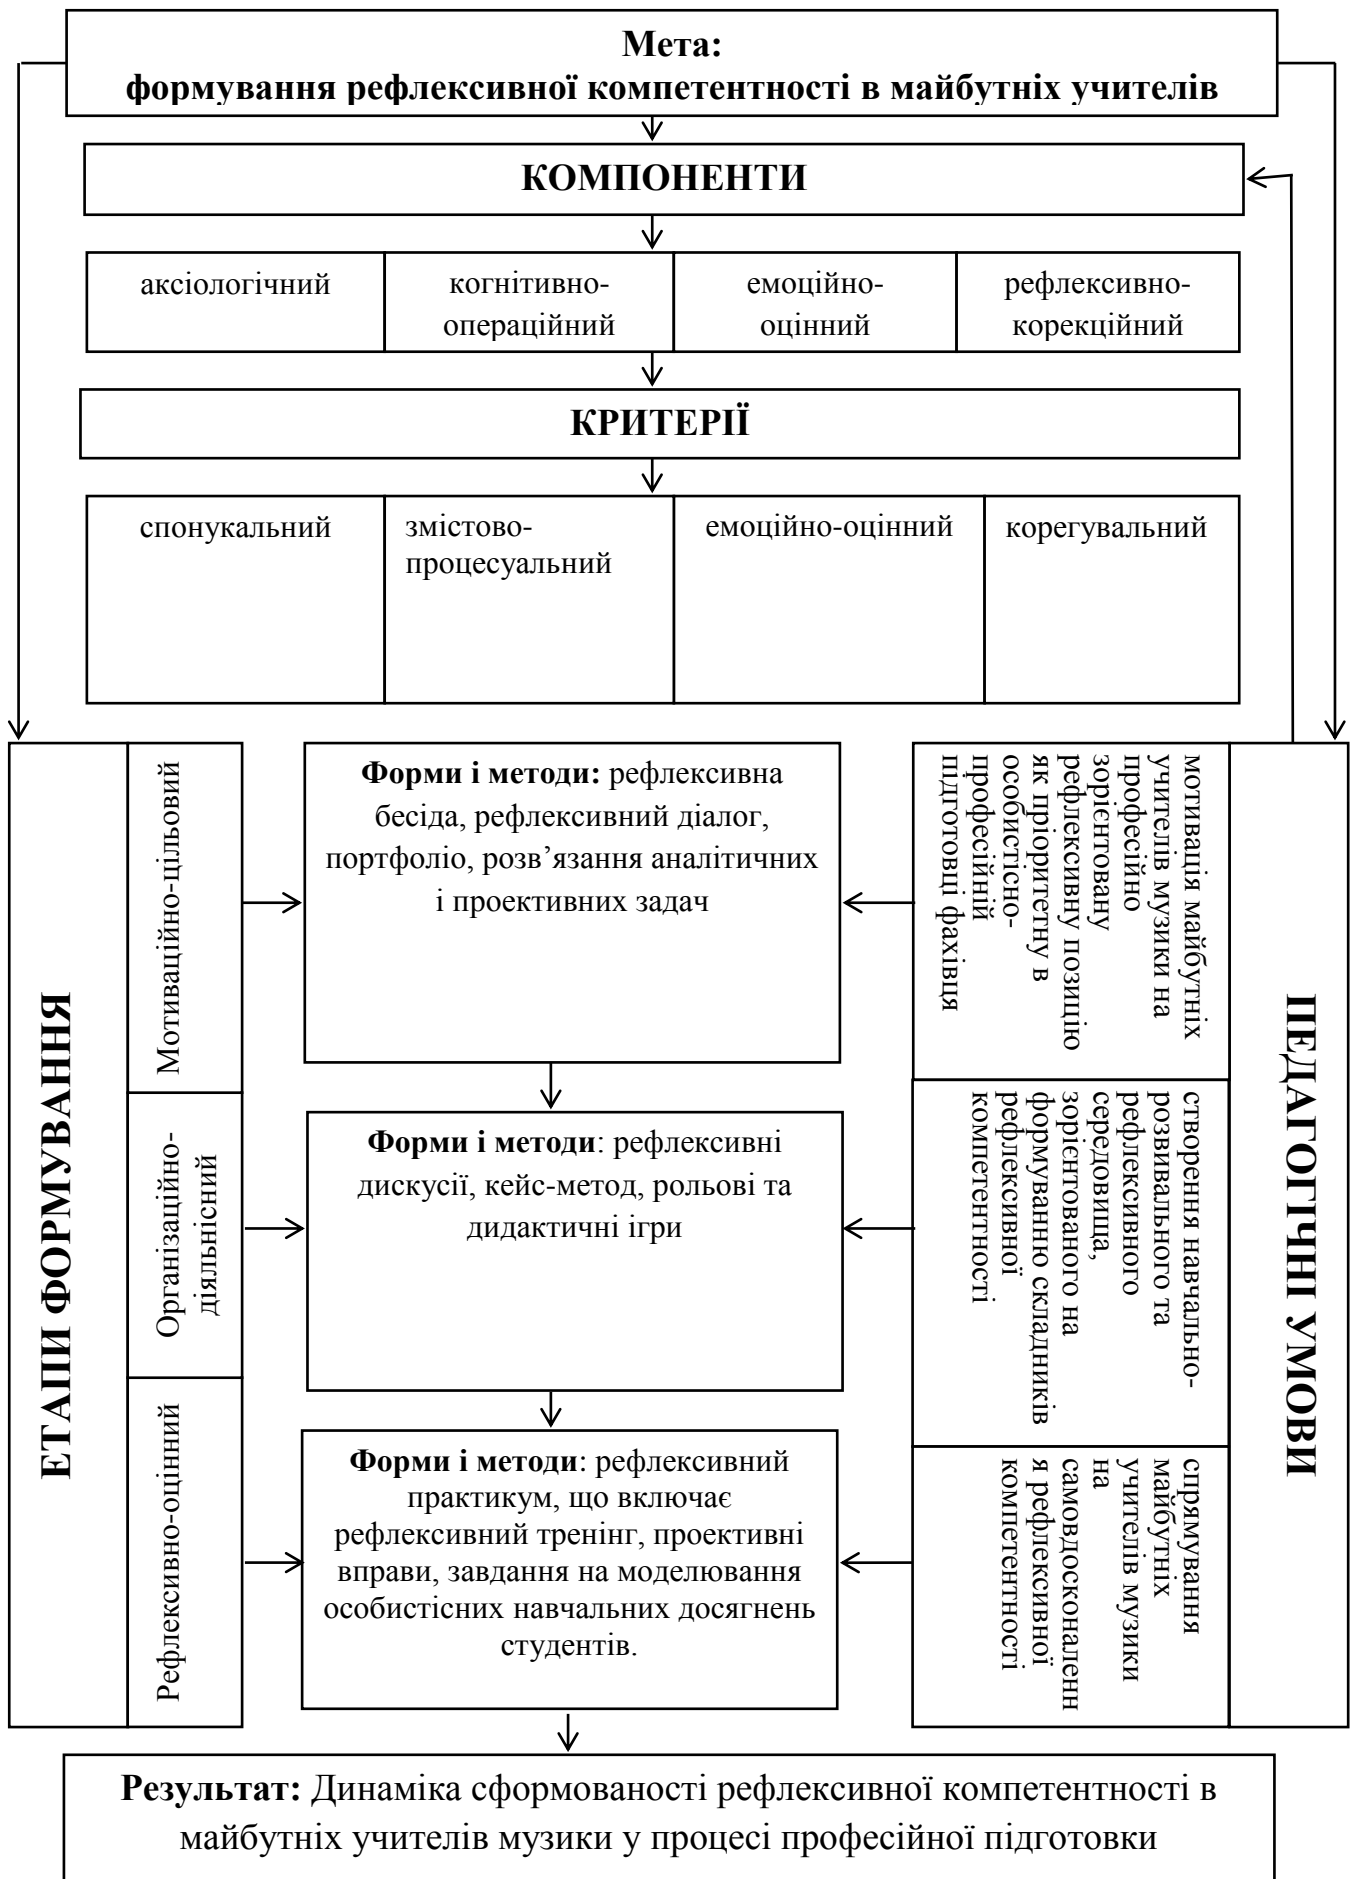 Мета:
формування рефлексивної компетентності в майбутніх учителів
КОМПОНЕНТИ
аксіологічний
когнітивно-
операційний
емоційно-
оцінний
рефлексивно-
корекційний
КРИТЕРІЇ
спонукальний
змістово-
процесуальний
емоційно-оцінний
корегувальний
ЕТАПИ ФОРМУВАННЯ
Мотиваційно-цільовий
Форми і методи: рефлексивна
бесіда, рефлексивний діалог,
портфоліо, розв’язання аналітичних
і проективних задач
мотивація майбутніх
учителів музики на
професійно
зорієнтовану
рефлексивну позицію
як пріоритетну в
особистісно-
професійній
підготовці фахівця
ПЕДАГОГІЧНІ УМОВИ
Організаційно-
діяльнісний
Форми і методи: рефлексивні
дискусії, кейс-метод, рольові та
дидактичні ігри
створення навчально-
розвивального та
рефлексивного
середовища,
зорієнтованого на
формуванню складників
рефлексивної
компетентності
Рефлексивно-оцінний
Форми і методи: рефлексивний
практикум, що включає
рефлексивний тренінг, проективні
вправи, завдання на моделювання
особистісних навчальних досягнень
студентів.
спрямування
майбутніх
учителів музики
на
самовдосконаленн
я рефлексивної
компетентності
Результат: Динаміка сформованості рефлексивної компетентності в
майбутніх учителів музики у процесі професійної підготовки